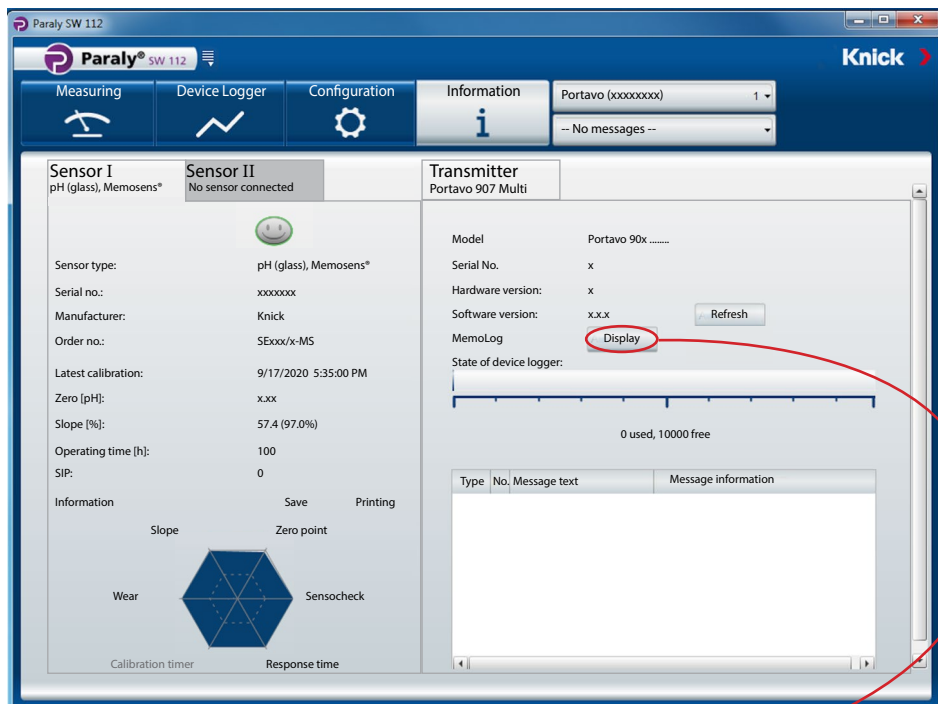 Paraly SW 112
Paraly® SW 112
Knick
Measuring
Device Logger
Configuration
Information
Portavo (xxxxxxxx) 1
-- No messages --
Sensor I
pH (glass), Memosens®
Sensor II
No sensor connected
Transmitter
Portavo 907 Multi
Sensor type: pH (glass), Memosens®
Serial no.: xxxxxxx
Manufacturer: Knick
Order no.: SExxx/x-MS
Latest calibration: 9/17/2020 5:35:00 PM
Zero [pH]: x.xx
Slope [%]: 57.4 (97.0%)
Operating time [h]: 100
SIP: 0
Information Save Printing
Slope Zero point
Wear Sensocheck
Calibration timer Response time
Model Portavo 90x ........
Serial No. x
Hardware version: x
Software version: x.x.x Refresh
MemoLog Display
State of device logger:
0 used, 10000 free
Type No. Message text Message information